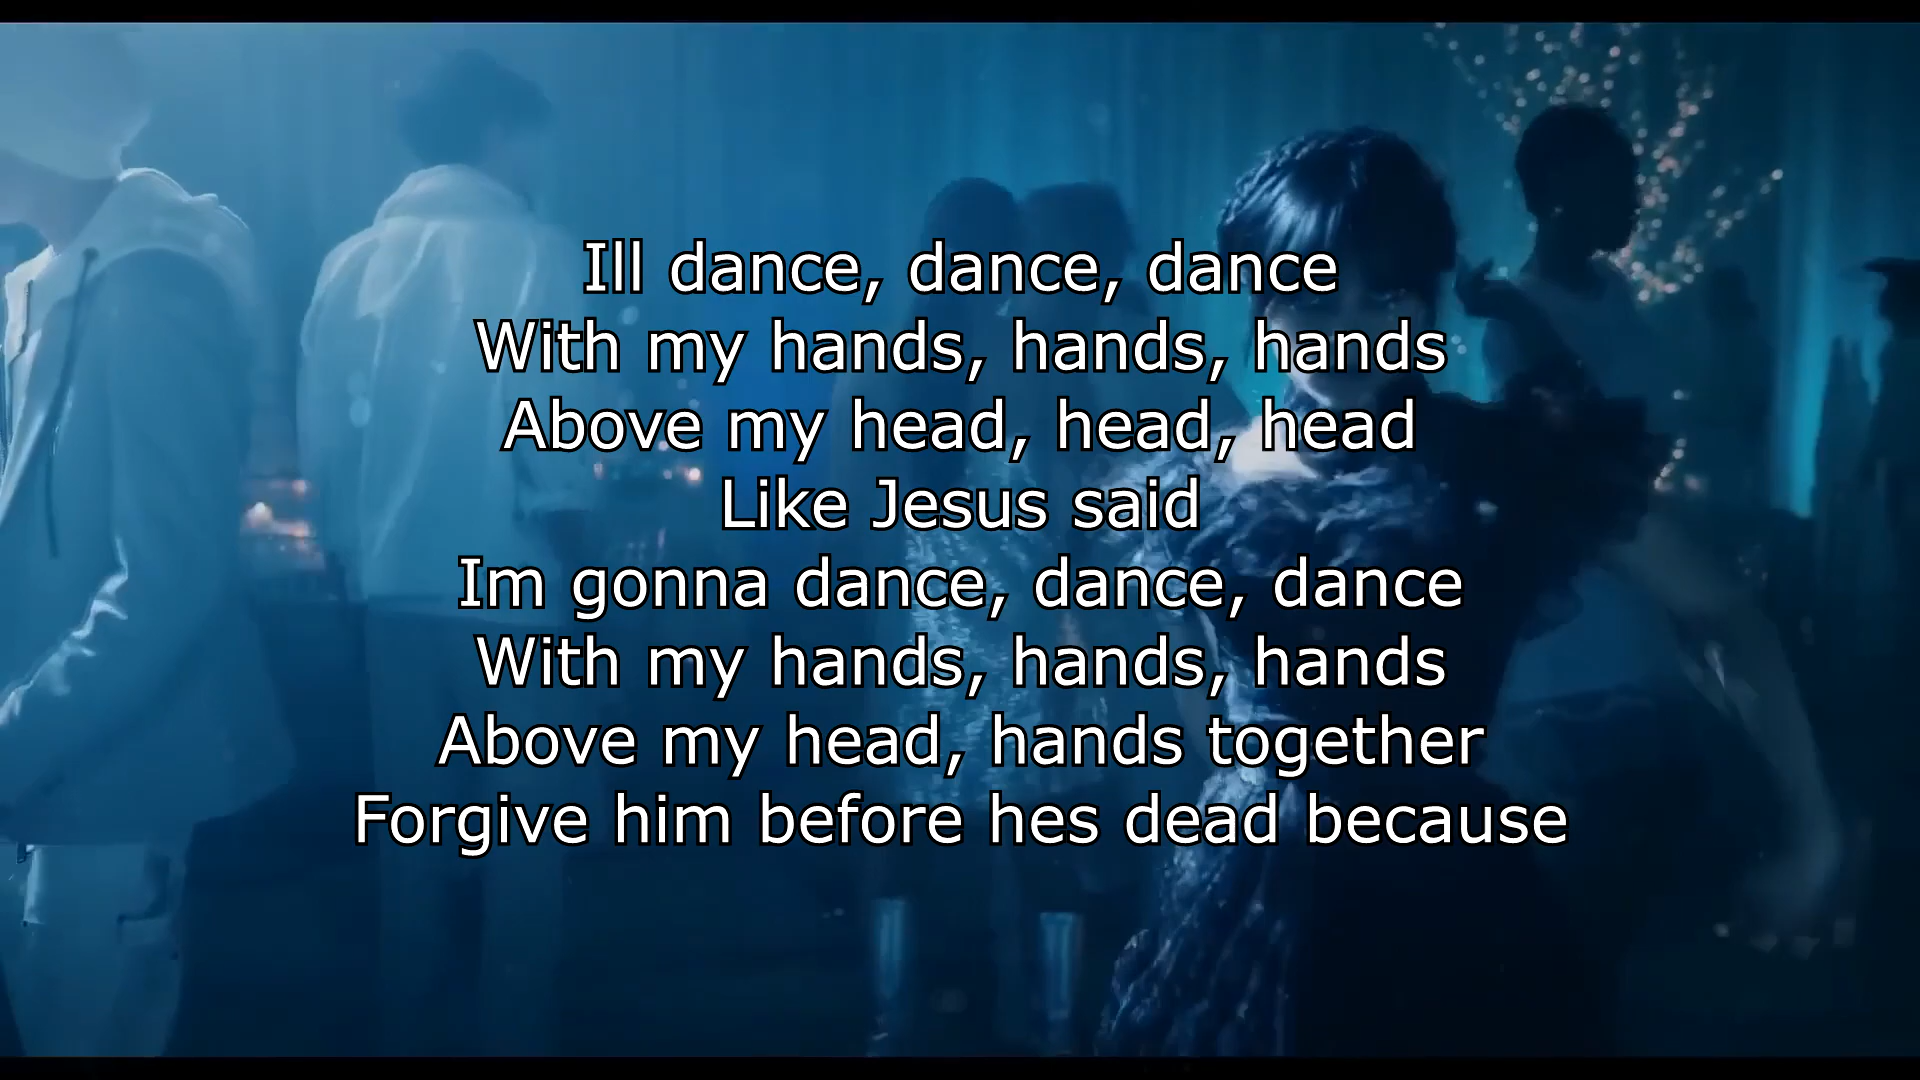 Ill dance, dance, dance
With my hands, hands, hands
Above my head, head, head
Like Jesus said
Im gonna dance, dance, dance
With my hands, hands, hands
Above my head, hands together
Forgive him before hes dead because